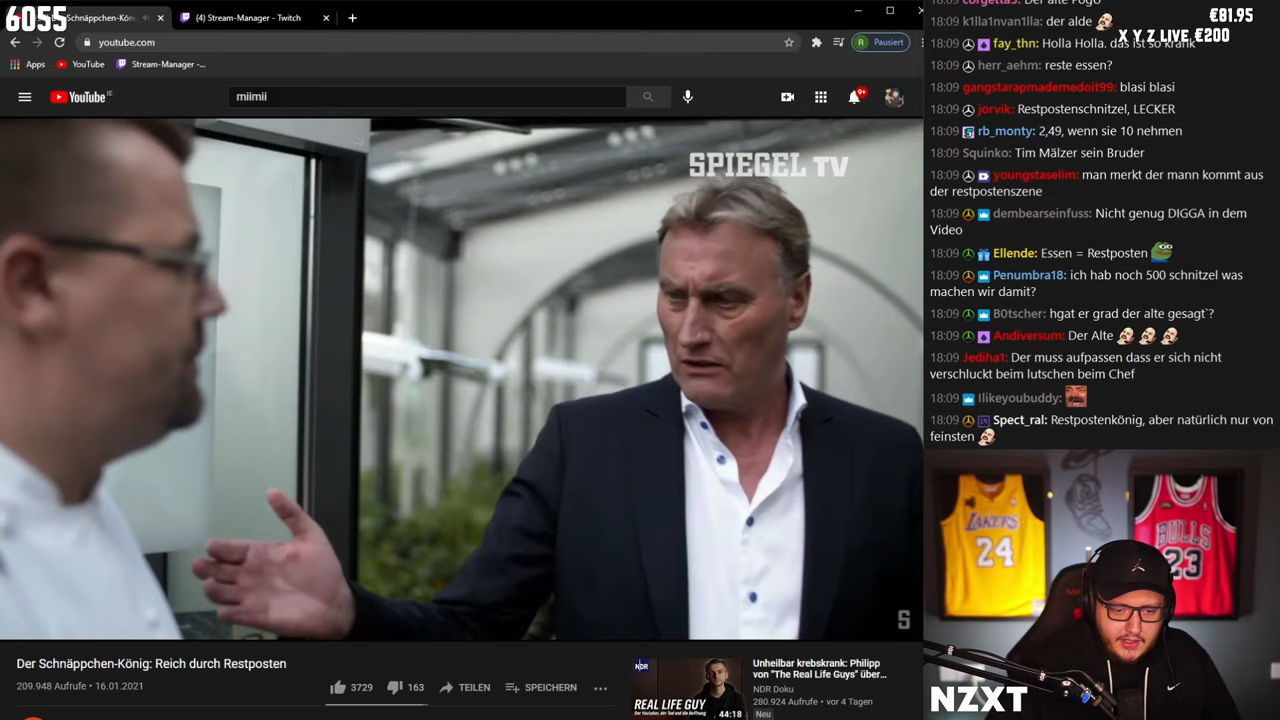 6055
Schnäppchen-Köni
(4) Stream-Manager - Twitch
youtube.com
R Pausiert
Apps
YouTube
Stream-Manager -...
YouTube IE
miimii
9+
SPIEGEL TV
S
Der Schnäppchen-König: Reich durch Restposten
209.948 Aufrufe • 16.01.2021
3729
163
TEILEN
SPEICHERN
NDR
REAL LIFE GUY
44:18
Unheilbar krebskrank: Philipp
von "The Real Life Guys" über...
NDR Doku
280.924 Aufrufe • vor 4 Tagen
Neu
€81.95
X Y Z LIVE €200
k1lla1nvan1lla: der alde
18:09 fay_thn: Holla Holla. das ist so krank
18:09 herr_aehm: reste essen?
gangstarapmademedoit99: blasi blasi
18:09 jorvik: Restpostenschnitzel, LECKER
18:09 rb_monty: 2,49, wenn sie 10 nehmen
18:09 Squinko: Tim Mälzer sein Bruder
18:09 youngstaselim: man merkt der mann kommt aus
der restpostenszene
18:09 dembearseinfuss: Nicht genug DIGGA in dem
Video
18:09 Ellende: Essen = Restposten
18:09 Penumbra18: ich hab noch 500 schnitzel was
machen wir damit?
18:09 B0tscher: hgat er grad der alte gesagt`?
18:09 Andiversum: Der Alte
18:09 Jediha1: Der muss aufpassen dass er sich nicht
verschluckt beim lutschen beim Chef
18:09 Ilikeyoubuddy:
18:09 Spect_ral: Restpostenkönig, aber natürlich nur von
feinsten
LAKERS
24
BULLS
23
NZXT